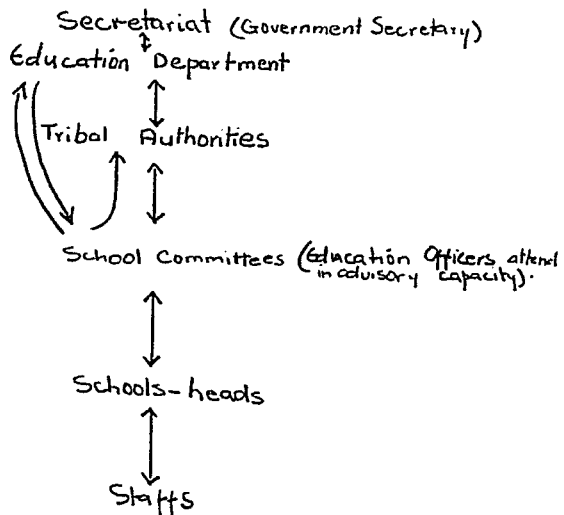 Secretariat (Government Secretary)
Education Department
Tribal Authorities
School Committees (Education Officers attend
in advisory capacity).
Schools-heads
Staffs